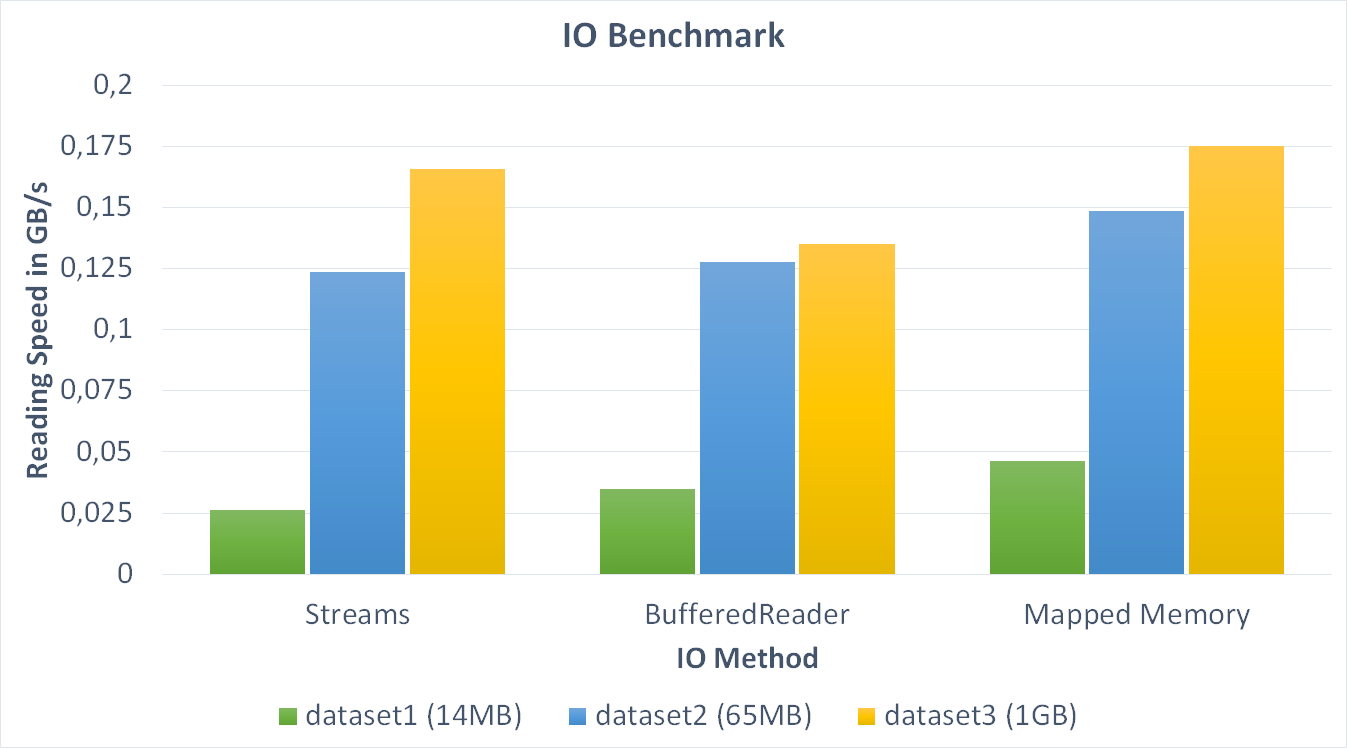 IO Benchmark
0,2
0,175
0,15
0,125
0,1
0,075
0,05
0,025
0
Reading Speed in GB/s
Streams
BufferedReader
Mapped Memory
IO Method
dataset1 (14MB)
dataset2 (65MB)
dataset3 (1GB)